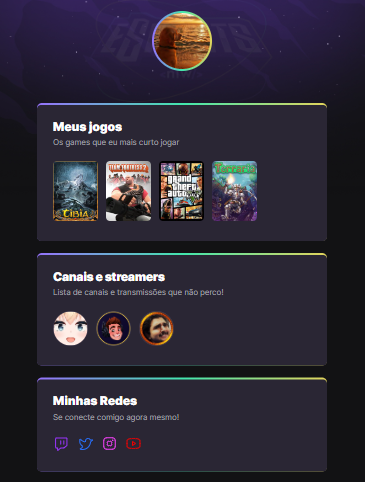 ESPORTS
Meus jogos
Os games que eu mais curto jogar
TIBIA
TEAM FORTRESS 2
grand
theft
auto
V
Terraria
Canais e streamers
Lista de canais e transmissões que não perco!
Minhas Redes
Se conecte comigo agora mesmo!